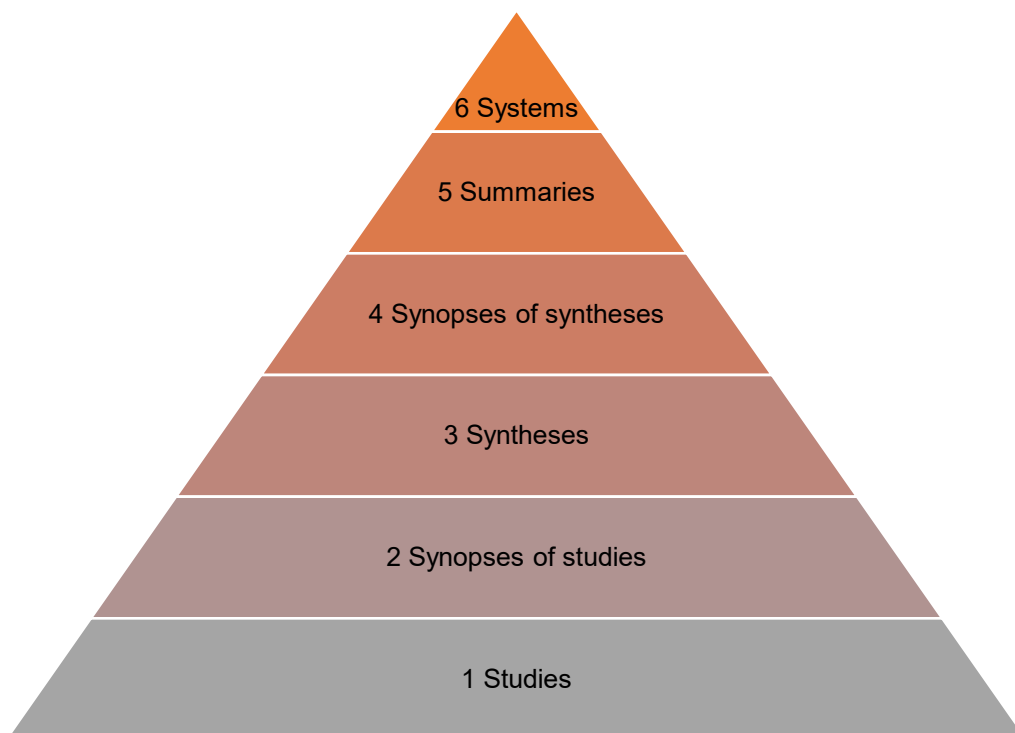 6 Systems
5 Summaries
4 Synopses of syntheses
3 Syntheses
2 Synopses of studies
1 Studies